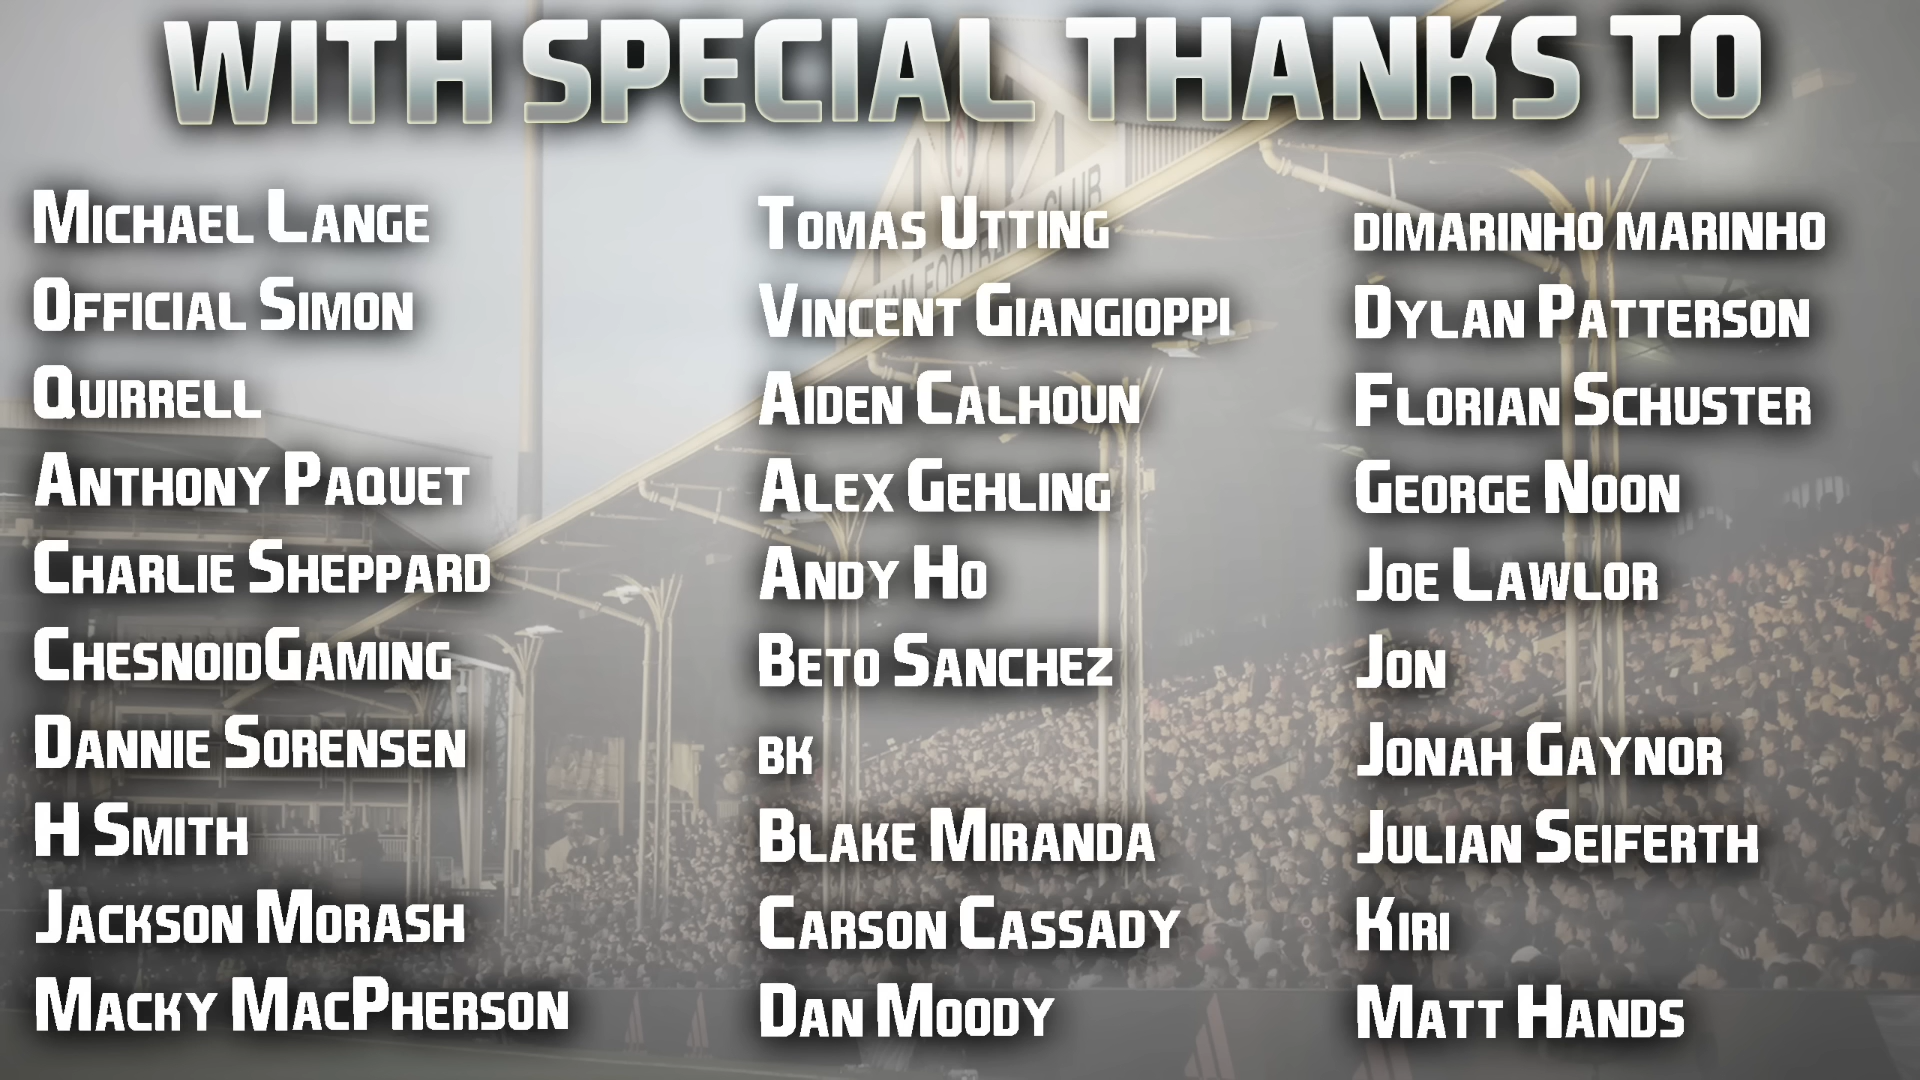 WITH SPECIAL THANKS TO
Michael Lange
Official Simon
Quirrell
Anthony Paquet
Charlie Sheppard
ChesnoidGaming
Dannie Sorensen
H Smith
Jackson Morash
Macky MacPherson
Tomas Utting
Vincent Giangioppi
Aiden Calhoun
Alex Gehling
Andy Ho
Beto Sanchez
bk
Blake Miranda
Carson Cassady
Dan Moody
dimarinho marinho
Dylan Patterson
Florian Schuster
George Noon
Joe Lawlor
Jon
Jonah Gaynor
Julian Seiferth
Kiri
Matt Hands
CLUB